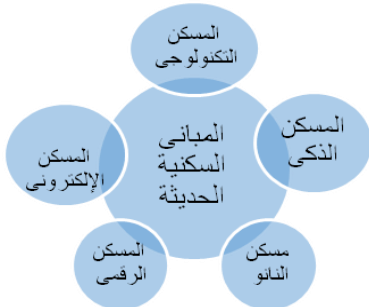 المسكن
التكنولوجى
المسكن
الذكى
المبانى
السكنية
الحديثة
المسكن
الإلكترونى
مسكن
النانو
المسكن
الرقمى